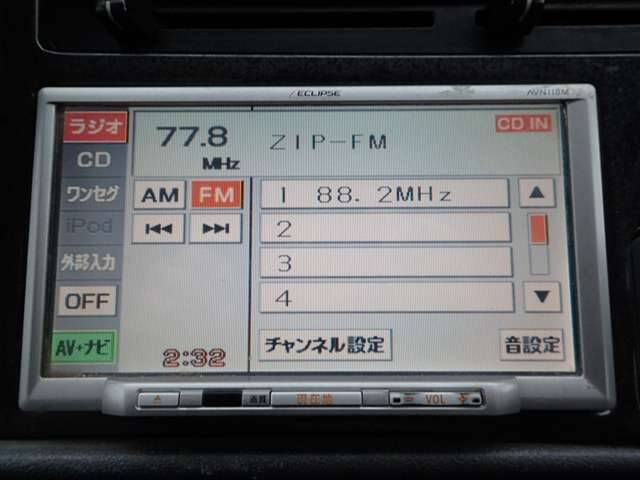 ECLIPSE AVN118M
ラジオ 77.8 MHz ZIP-FM CD IN
CD
ワンセグ AM FM 1 88.2MHz ▲
iPod ⏮ ⏭ 2
外部入力 3
OFF 4 ▼
AV+ナビ 2:32 チャンネル設定 音設定
▲ 画質 現在地 - VOL +